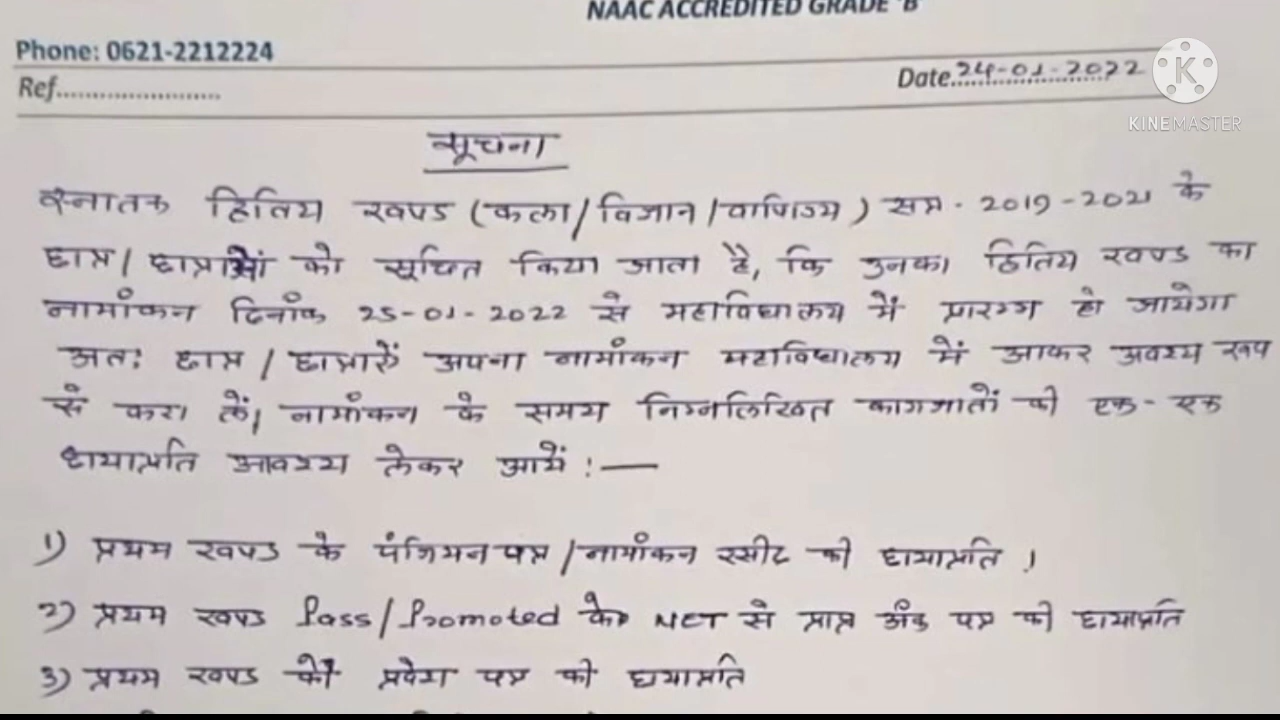 NAAC ACCREDITED GRADE 'B'
Phone: 0621-2212224
Ref....................... Date.24-01-2022
KINEMASTER
सूचना
स्नातक द्वितिय खण्ड (कला/विज्ञान/वाणिज्य) सत्र - 2019-2021 के
छात्र/छात्राओं को सूचित किया जाता है, कि उनका द्वितिय खण्ड का
नामांकन दिनांक 25-01-2022 से महाविद्यालय में प्रारम्भ हो जायेगा
अतः छात्र / छात्राएँ अपना नामांकन महाविद्यालय में आकर अवश्य रूप
से करा लें। नामांकन के समय निम्नलिखित कागजातों की एक-एक
छायाप्रति आवश्य लेकर आयें :—
1) प्रथम खण्ड के पंजियन पत्र/नामांकन रसीट की छायाप्रति ।
2) प्रथम खण्ड Pass/Promoted के NET से प्राप्त अंक पत्र की छायाप्रति
3) प्रथम खण्ड की प्रवेश पत्र की छायाप्रति